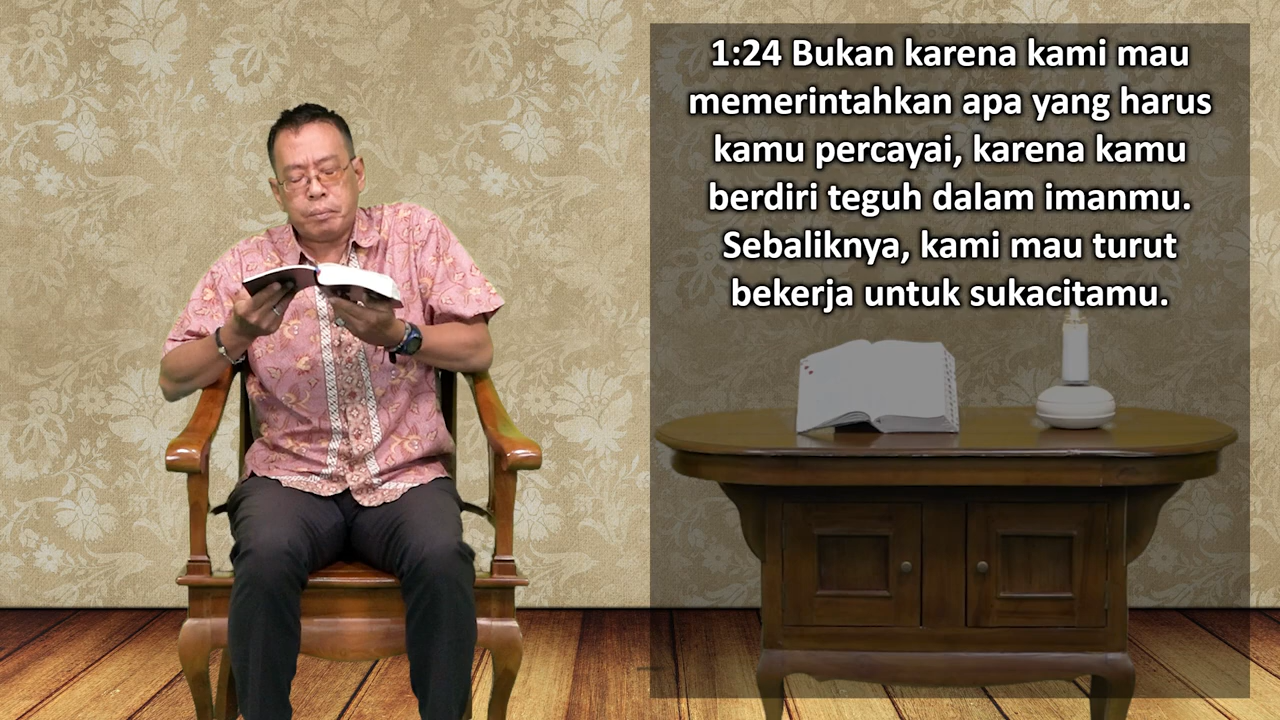 1:24 Bukan karena kami mau
memerintahkan apa yang harus
kamu percayai, karena kamu
berdiri teguh dalam imanmu.
Sebaliknya, kami mau turut
bekerja untuk sukacitamu.